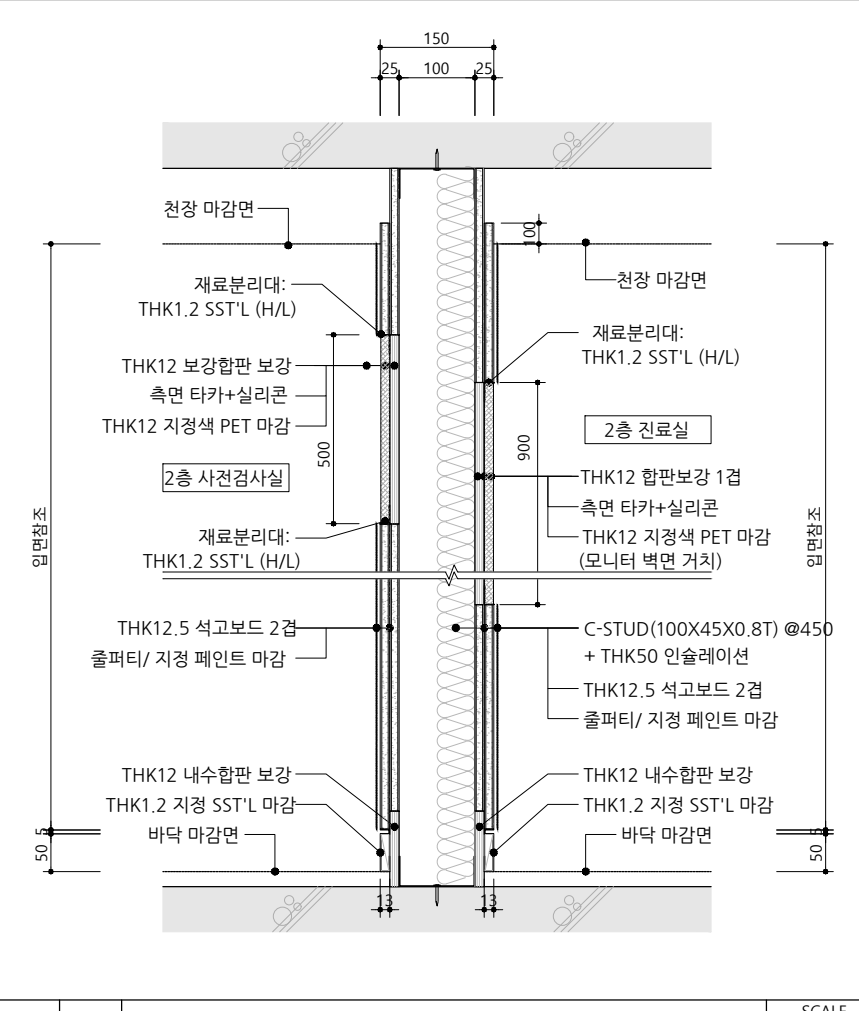 150
25 100 25
천장 마감면
100
천장 마감면
재료분리대:
THK1.2 SST'L (H/L)
재료분리대:
THK1.2 SST'L (H/L)
THK12 보강합판 보강
측면 타카+실리콘
THK12 지정색 PET 마감
500
900
2층 진료실
2층 사전검사실
THK12 합판보강 1겹
측면 타카+실리콘
THK12 지정색 PET 마감
(모니터 벽면 거치)
재료분리대:
THK1.2 SST'L (H/L)
입면참조
입면참조
THK12.5 석고보드 2겹
줄퍼티/ 지정 페인트 마감
C-STUD(100X45X0.8T) @450
+ THK50 인슐레이션
THK12.5 석고보드 2겹
줄퍼티/ 지정 페인트 마감
THK12 내수합판 보강
THK1.2 지정 SST'L 마감
바닥 마감면
THK12 내수합판 보강
THK1.2 지정 SST'L 마감
바닥 마감면
50 5
50 5
13
13
SCALE